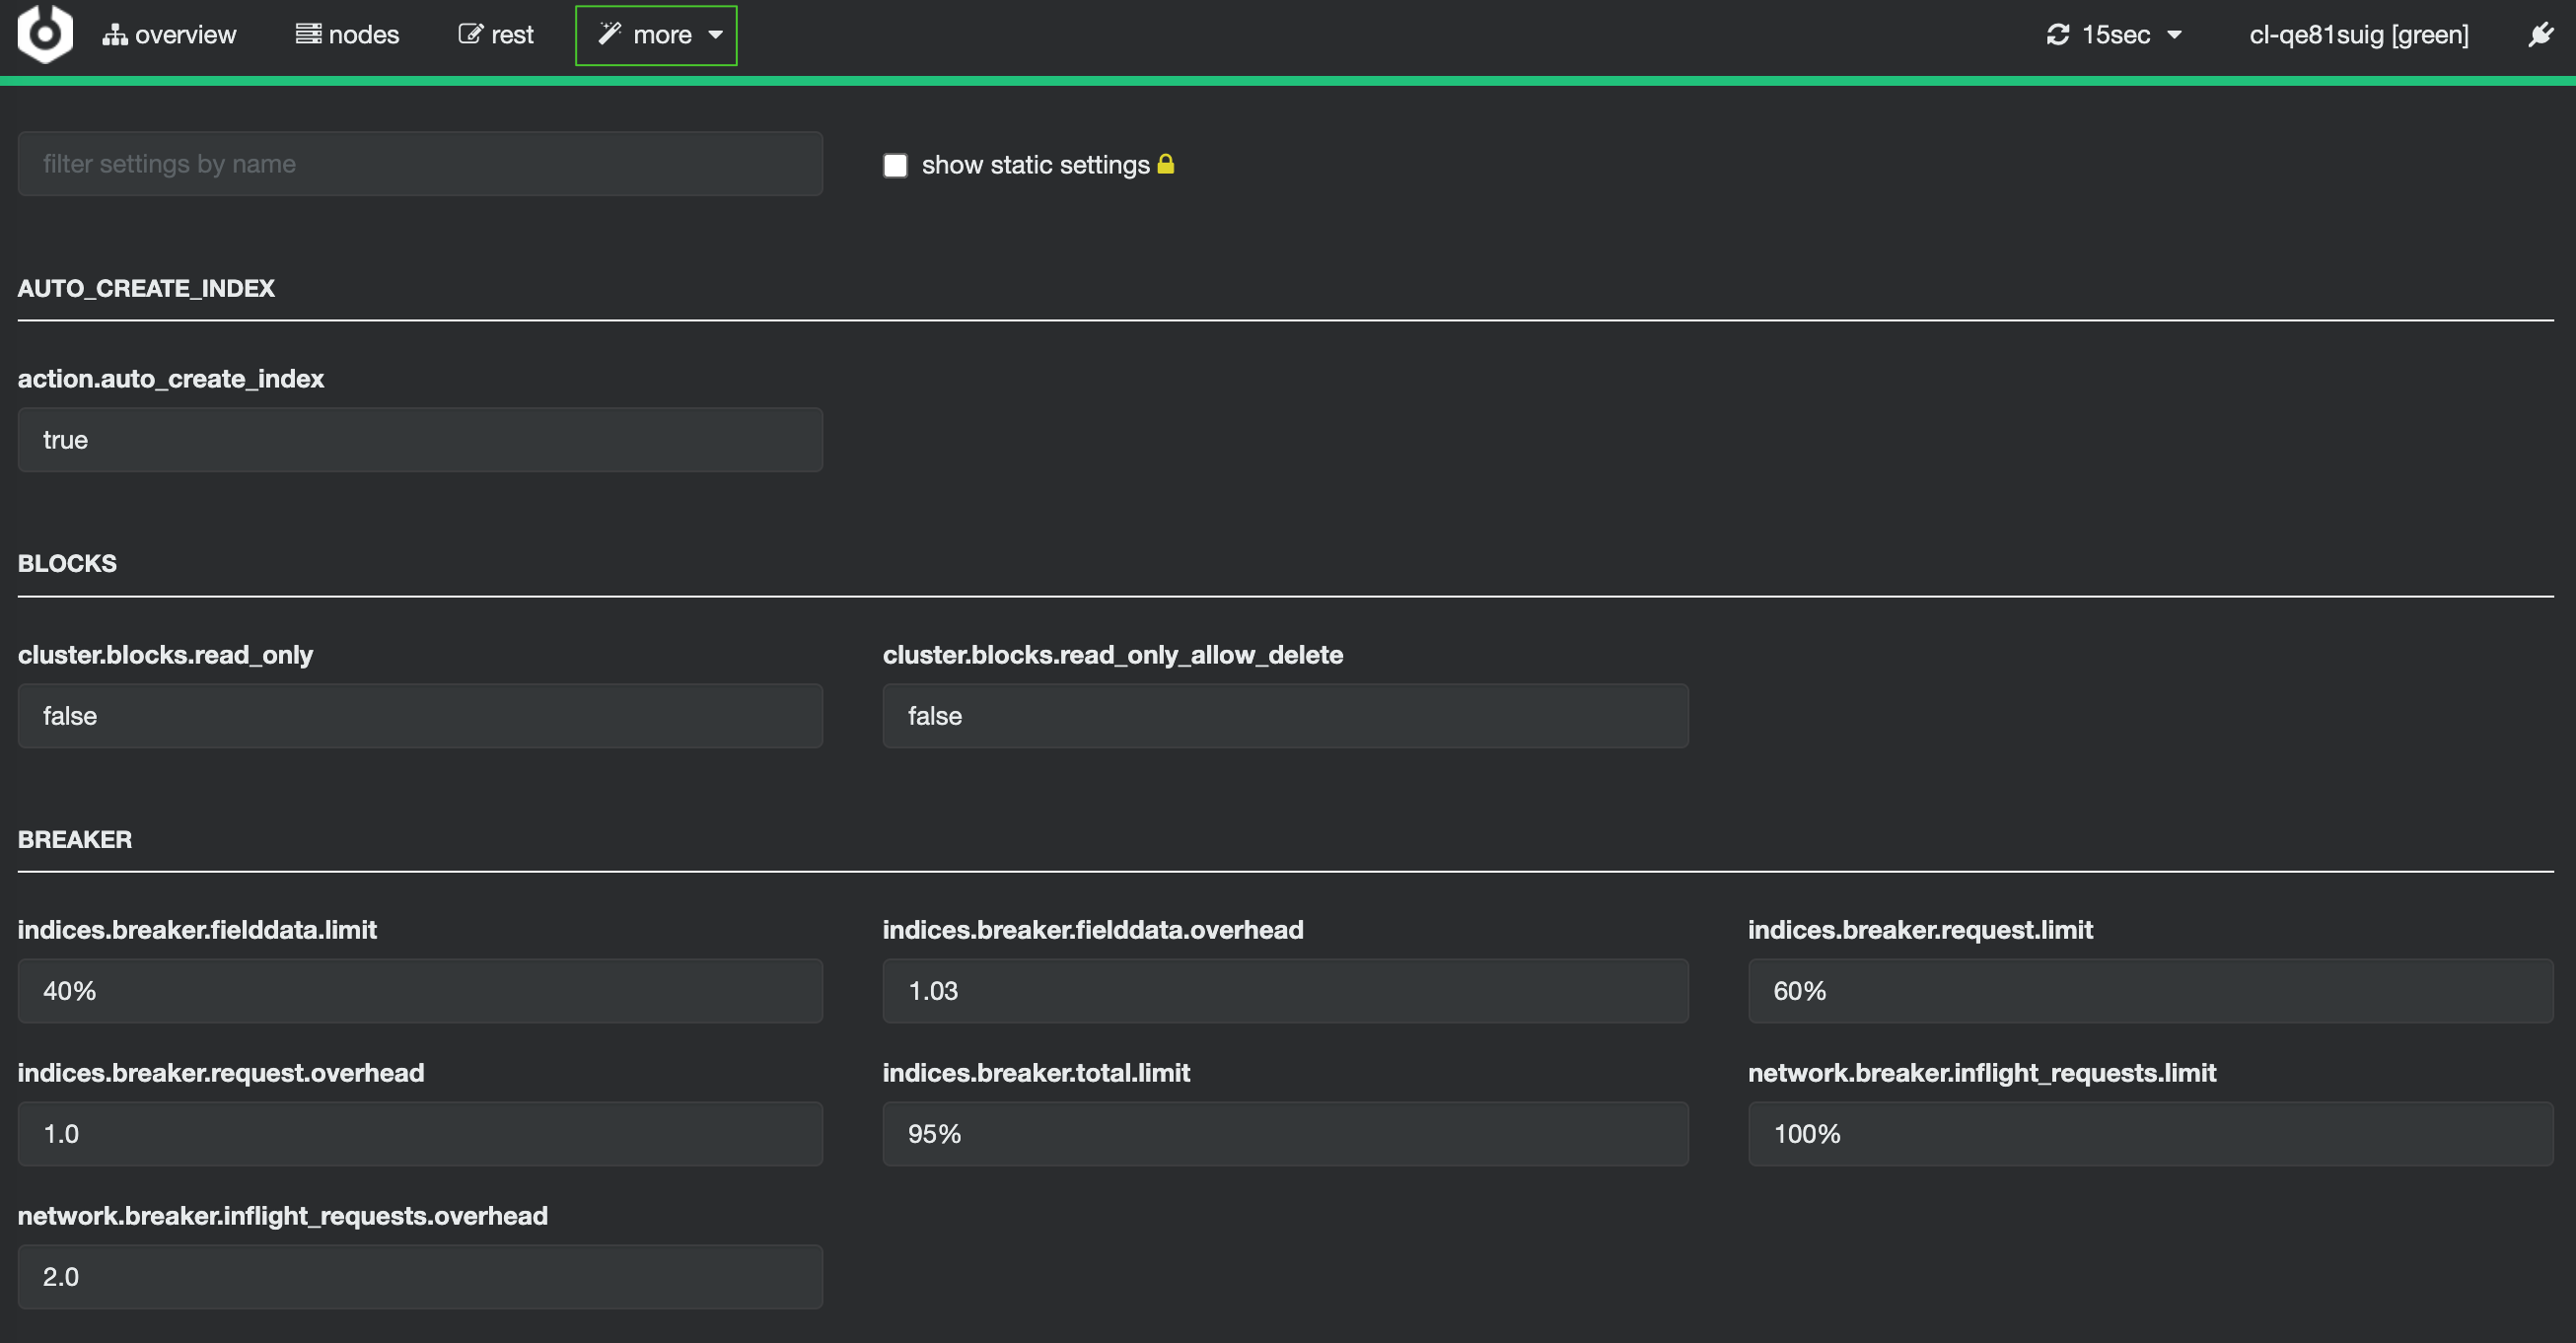 overview nodes rest more 15sec cl-qe81suig [green]
filter settings by name show static settings
AUTO_CREATE_INDEX
action.auto_create_index
true
BLOCKS
cluster.blocks.read_only cluster.blocks.read_only_allow_delete
false false
BREAKER
indices.breaker.fielddata.limit indices.breaker.fielddata.overhead indices.breaker.request.limit
40% 1.03 60%
indices.breaker.request.overhead indices.breaker.total.limit network.breaker.inflight_requests.limit
1.0 95% 100%
network.breaker.inflight_requests.overhead
2.0